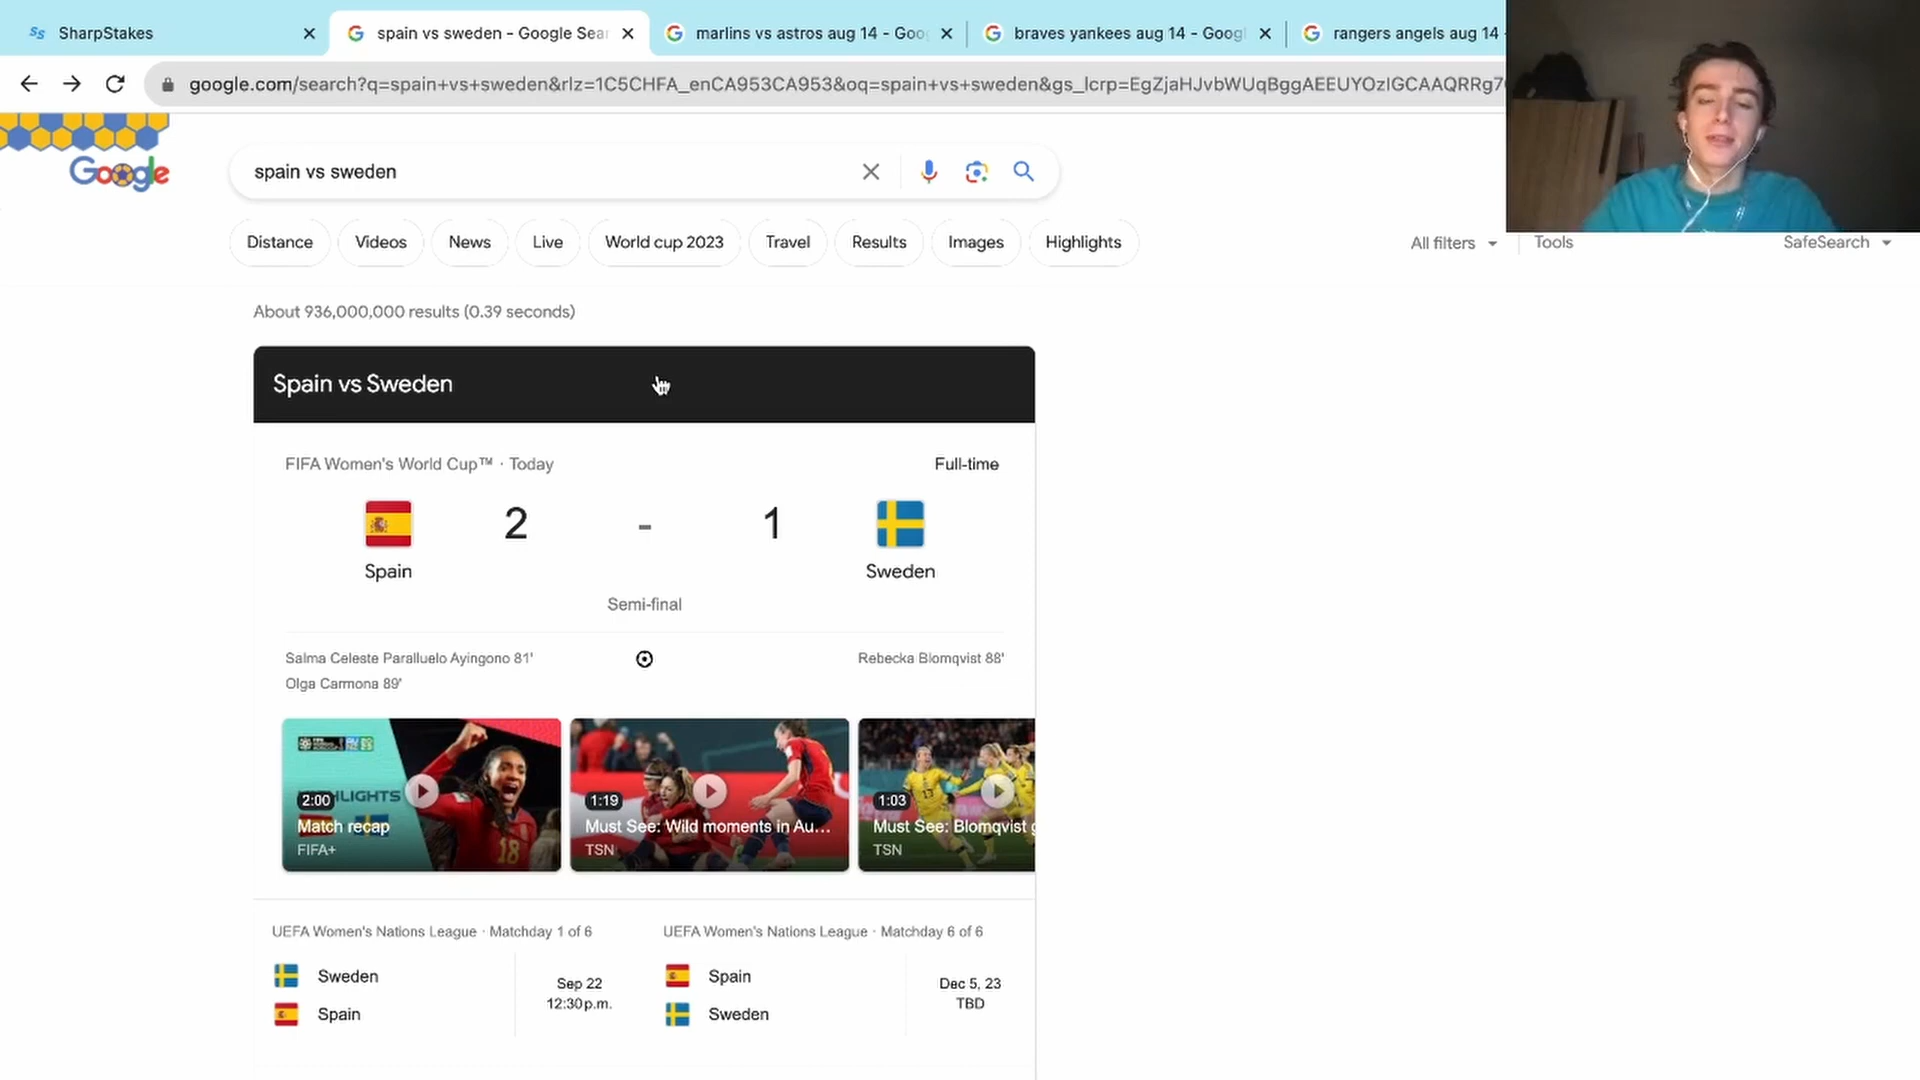 SharpStakes
spain vs sweden - Google Sear
marlins vs astros aug 14 - Goo
braves yankees aug 14 - Googl
rangers angels aug 14
google.com/search?q=spain+vs+sweden&rlz=1C5CHFA_enCA953CA953&oq=spain+vs+sweden&gs_lcrp=EgZjaHJvbWUqBggAEEUYOzIGCAAQRRg7
Google
spain vs sweden
Distance
Videos
News
Live
World cup 2023
Travel
Results
Images
Highlights
All filters
Tools
SafeSearch
About 936,000,000 results (0.39 seconds)
Spain vs Sweden
FIFA Women's World Cup™ · Today
Full-time
2 - 1
Spain
Sweden
Semi-final
Salma Celeste Paralluelo Ayingono 81'
Rebecka Blomqvist 88'
Olga Carmona 89'
HIGHLIGHTS
18
2:00
Match recap
FIFA+
1:19
Must See: Wild moments in Au...
TSN
13
1:03
Must See: Blomqvist g
TSN
UEFA Women's Nations League · Matchday 1 of 6
Sweden
Spain
Sep 22
12:30 p.m.
UEFA Women's Nations League · Matchday 6 of 6
Spain
Sweden
Dec 5, 23
TBD